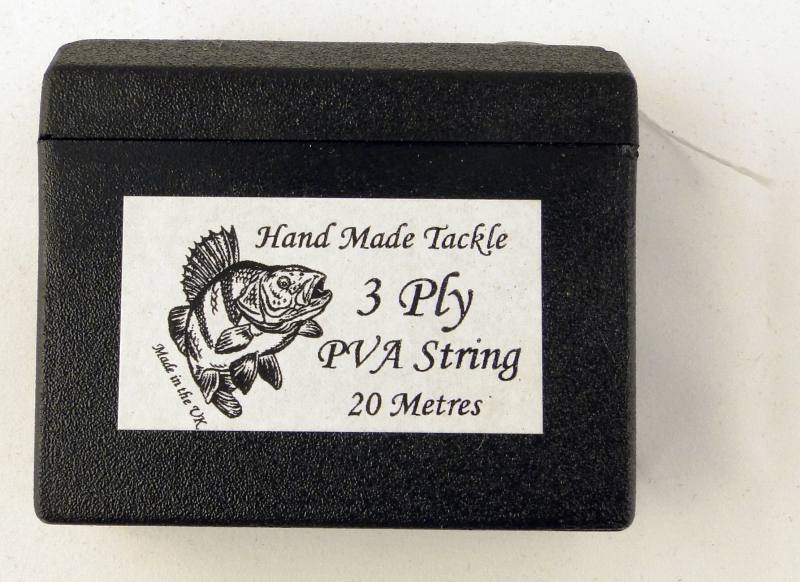 Hand Made Tackle
3 Ply
PVA String
20 Metres
Made in the UK